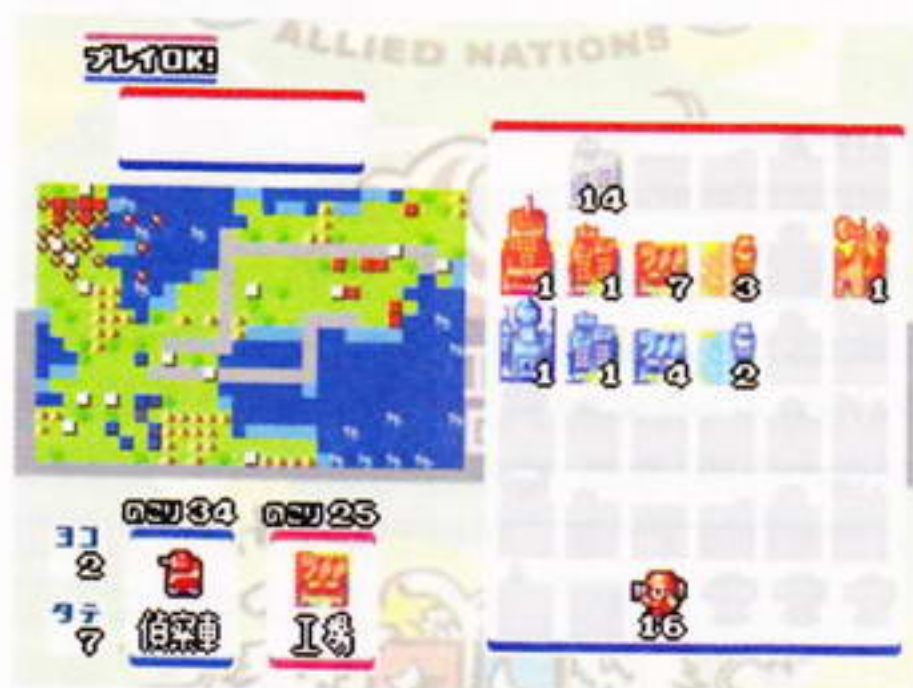 ALLIED NATIONS
プレイOK!
14
1 1 7 3 1
1 1 4 2
のこり34 のこり25
ヨコ
2
タテ
7
偵察車 工場
16